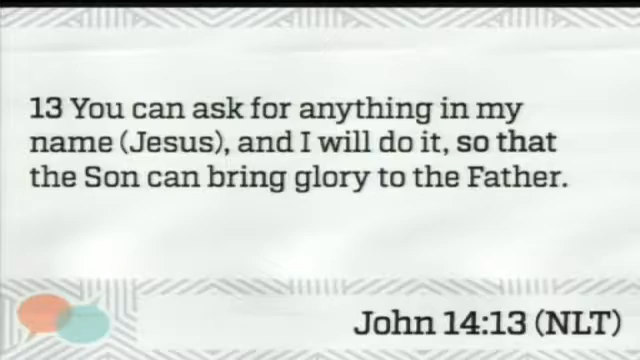 13 You can ask for anything in my
name (Jesus), and I will do it, so that
the Son can bring glory to the Father.
John 14:13 (NLT)